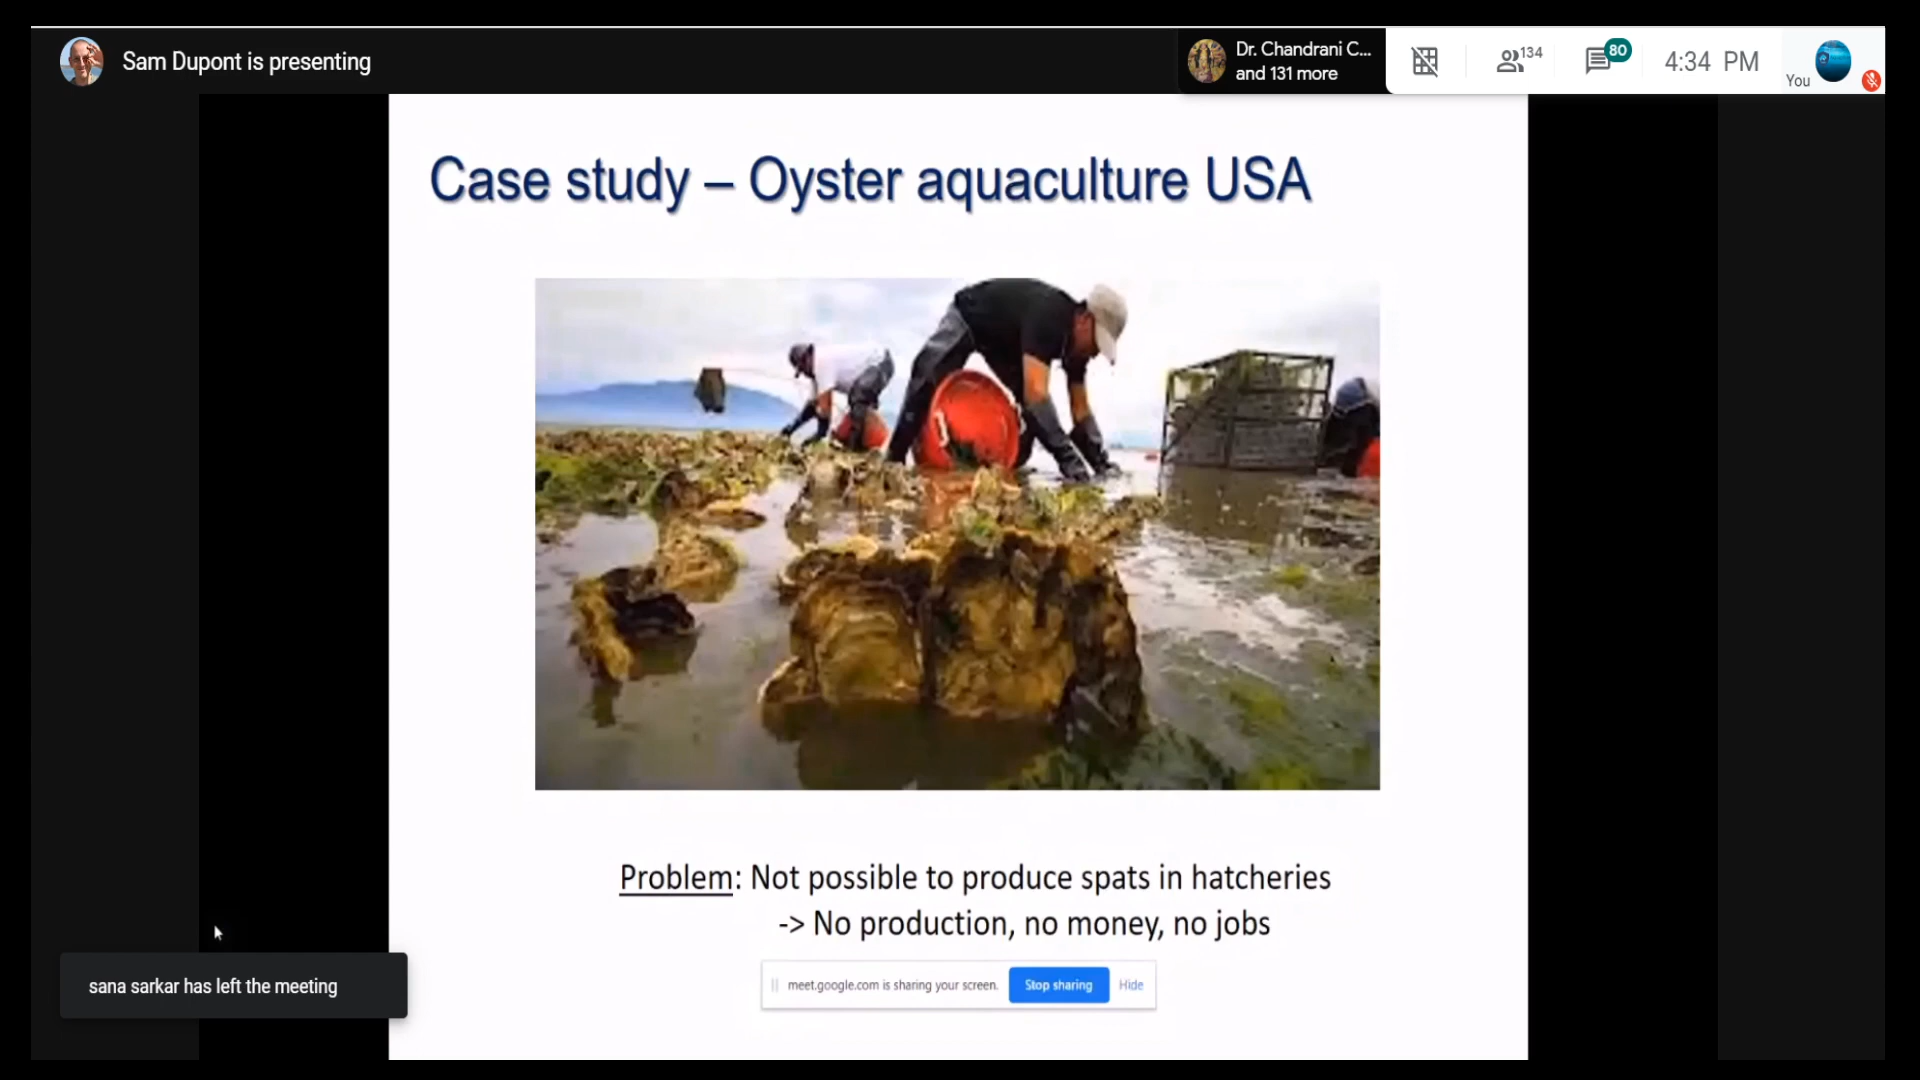 Sam Dupont is presenting
Dr. Chandrani C...
and 131 more
134
80
4:34 PM
You
Case study – Oyster aquaculture USA
Problem: Not possible to produce spats in hatcheries
-> No production, no money, no jobs
sana sarkar has left the meeting
meet.google.com is sharing your screen.
Stop sharing
Hide